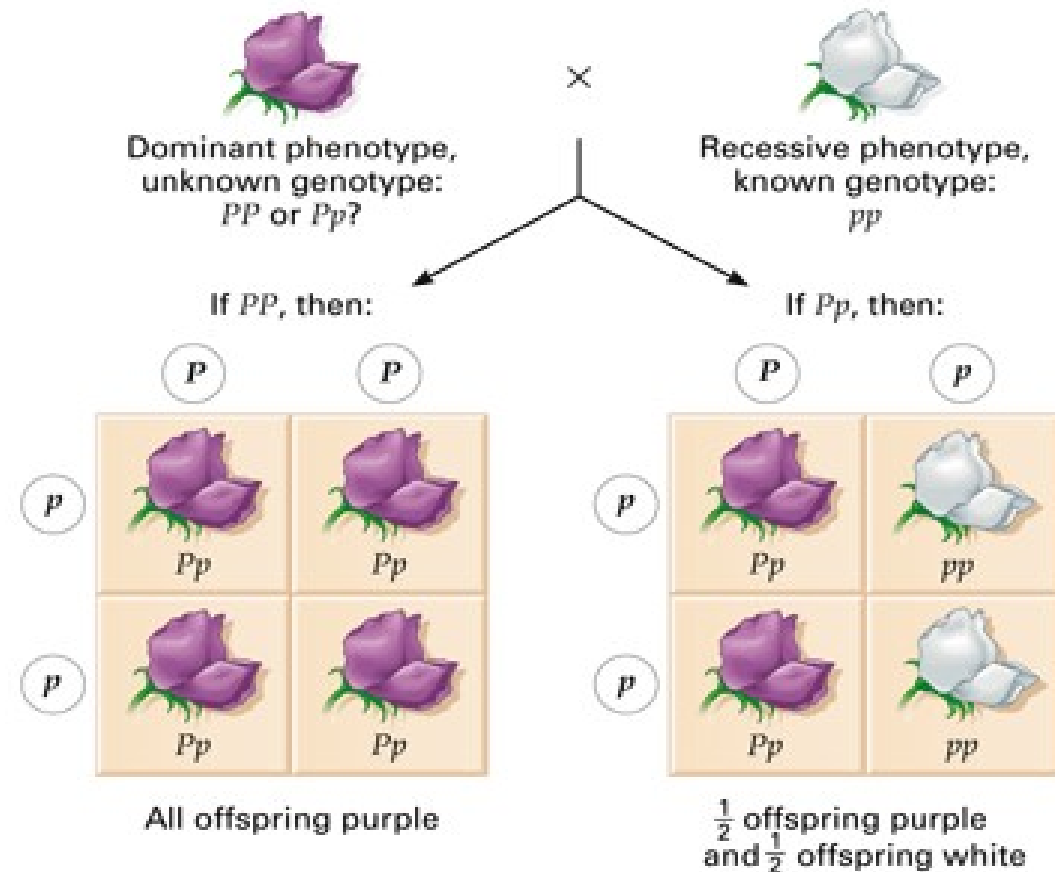 ×
Dominant phenotype,
unknown genotype:
PP or Pp?
Recessive phenotype,
known genotype:
pp
If PP, then:
P P
p
Pp Pp
p
Pp Pp
All offspring purple
If Pp, then:
P p
p
Pp pp
p
Pp pp
1/2 offspring purple
and 1/2 offspring white